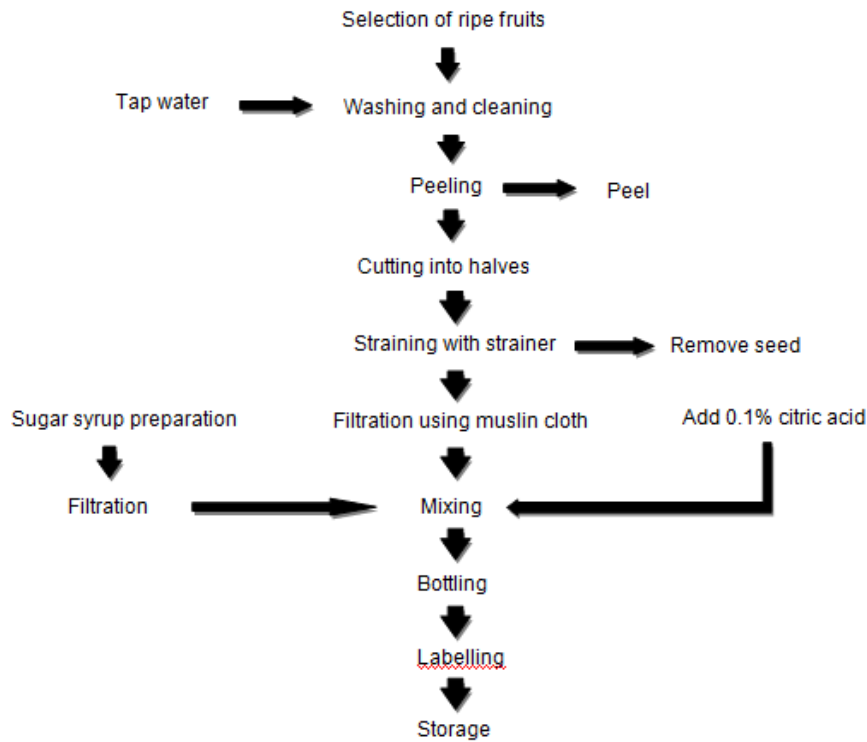 Selection of ripe fruits
Tap water
Washing and cleaning
Peeling
Peel
Cutting into halves
Straining with strainer
Remove seed
Sugar syrup preparation
Filtration using muslin cloth
Add 0.1% citric acid
Filtration
Mixing
Bottling
Labelling
Storage